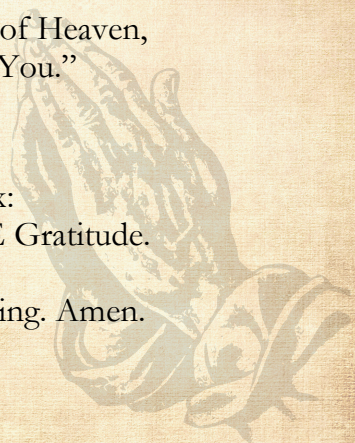 of Heaven,
You.”
x:
E Gratitude.
ing. Amen.